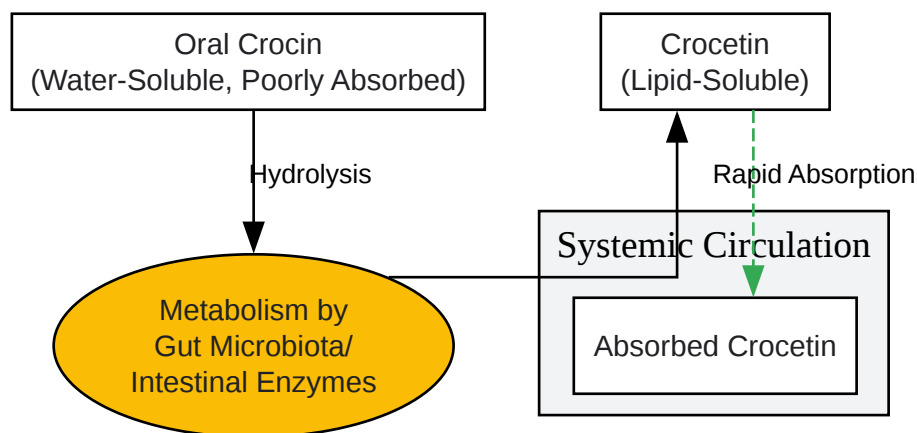 Oral Crocin
(Water-Soluble, Poorly Absorbed)
Crocetin
(Lipid-Soluble)
Hydrolysis
Rapid Absorption
Systemic Circulation
Metabolism by
Gut Microbiota/
Intestinal Enzymes
Absorbed Crocetin